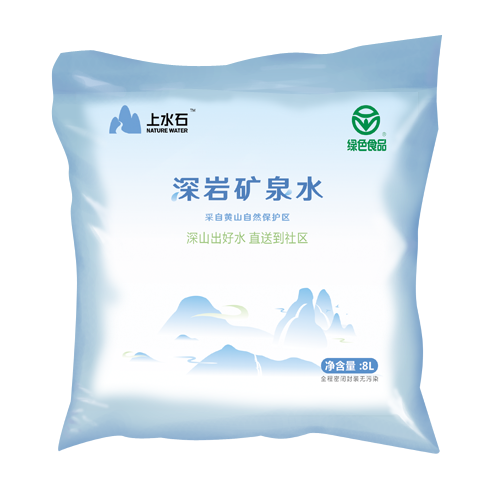 上水石™
NATURE WATER
绿色食品®
深岩矿泉水
采自黄山自然保护区
深山出好水 直送到社区
净含量:8L
全程密闭封装无污染